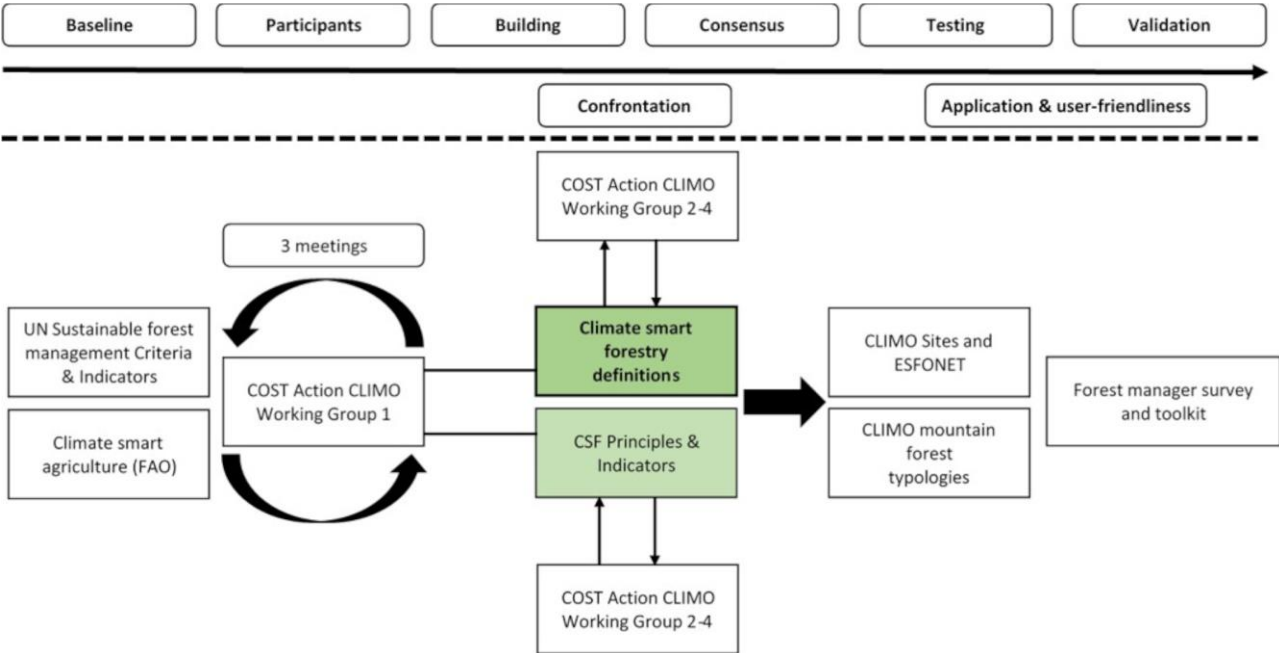 Baseline
Participants
Building
Consensus
Testing
Validation
Confrontation
Application & user-friendliness
COST Action CLIMO
Working Group 2-4
3 meetings
UN Sustainable forest
management Criteria
& Indicators
Climate smart
agriculture (FAO)
COST Action CLIMO
Working Group 1
Climate smart
forestry
definitions
CSF Principles &
Indicators
COST Action CLIMO
Working Group 2-4
CLIMO Sites and
ESFONET
CLIMO mountain
forest
typologies
Forest manager survey
and toolkit